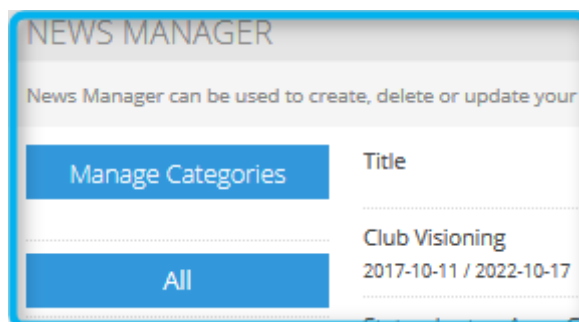 NEWS MANAGER
News Manager can be used to create, delete or update your
Manage Categories
Title
Club Visioning
2017-10-11 / 2022-10-17
All